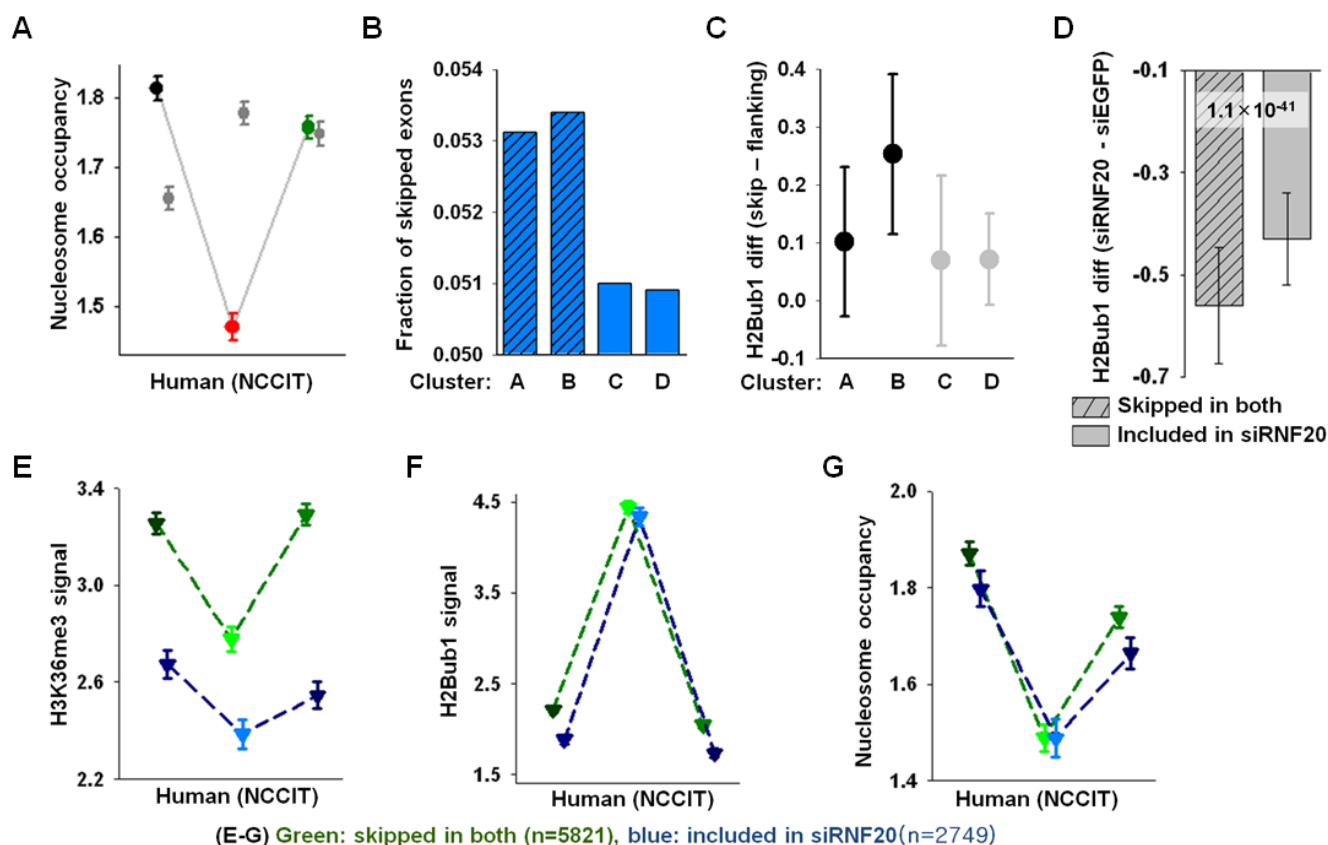 A
Nucleosome occupancy
1.8
1.7
1.6
1.5
Human (NCCIT)
B
Fraction of skipped exons
0.054
0.053
0.052
0.051
0.050
Cluster: A B C D
C
H2Bub1 diff (skip – flanking)
0.4
0.3
0.2
0.1
0.0
-0.1
Cluster: A B C D
D
H2Bub1 diff (siRNF20 - siEGFP)
-0.1
-0.3
-0.5
-0.7
1.1×10⁻⁴¹
Skipped in both
Included in siRNF20
E
H3K36me3 signal
3.4
3.0
2.6
2.2
Human (NCCIT)
F
H2Bub1 signal
4.5
3.5
2.5
1.5
Human (NCCIT)
G
Nucleosome occupancy
2.0
1.8
1.6
1.4
Human (NCCIT)
(E-G) Green: skipped in both (n=5821), blue: included in siRNF20(n=2749)